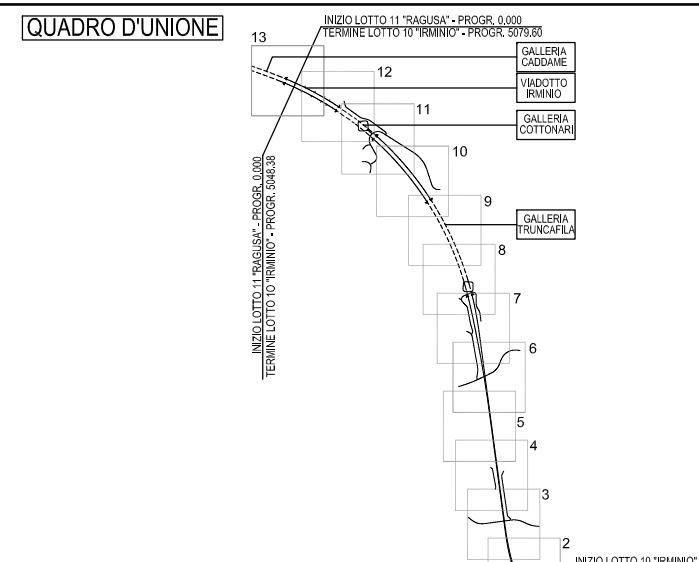 QUADRO D'UNIONE
INIZIO LOTTO 11 "RAGUSA" - PROGR. 0,000
TERMINE LOTTO 10 "IRMINIO" - PROGR. 5079.60
13
GALLERIA
CADDAME
12
VIADOTTO
IRMINIO
11
GALLERIA
COTTONARI
10
INIZIO LOTTO 11 "RAGUSA" - PROGR. 0,000
TERMINE LOTTO 1O "IRMINIO" - PROGR. 5048.38
9
GALLERIA
TRUNCAFILA
8
7
6
5
4
3
2
INIZIO LOTTO 10 "IRMINIO"